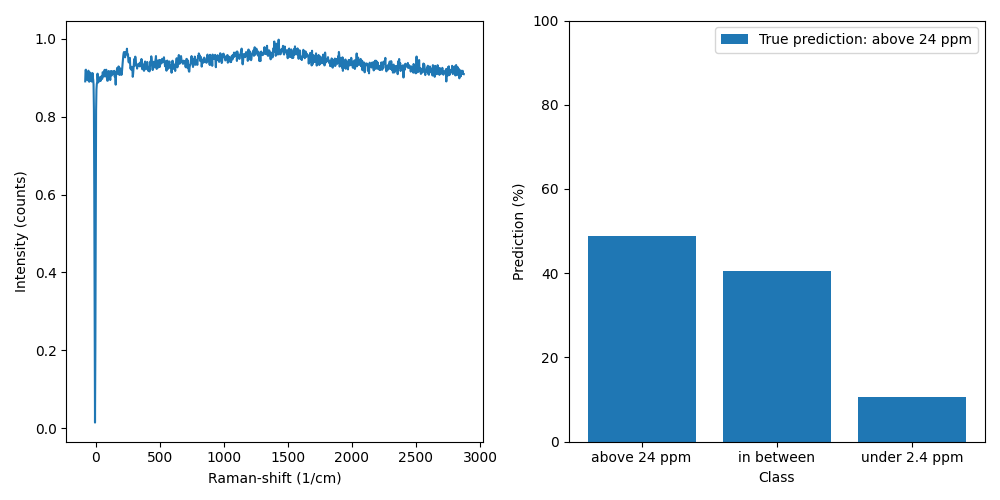 1.0
0.8
0.6
0.4
0.2
0.0
0 500 1000 1500 2000 2500 3000
Raman-shift (1/cm)
Intensity (counts)
100
80
60
40
20
0
True prediction: above 24 ppm
above 24 ppm in between under 2.4 ppm
Class
Prediction (%)